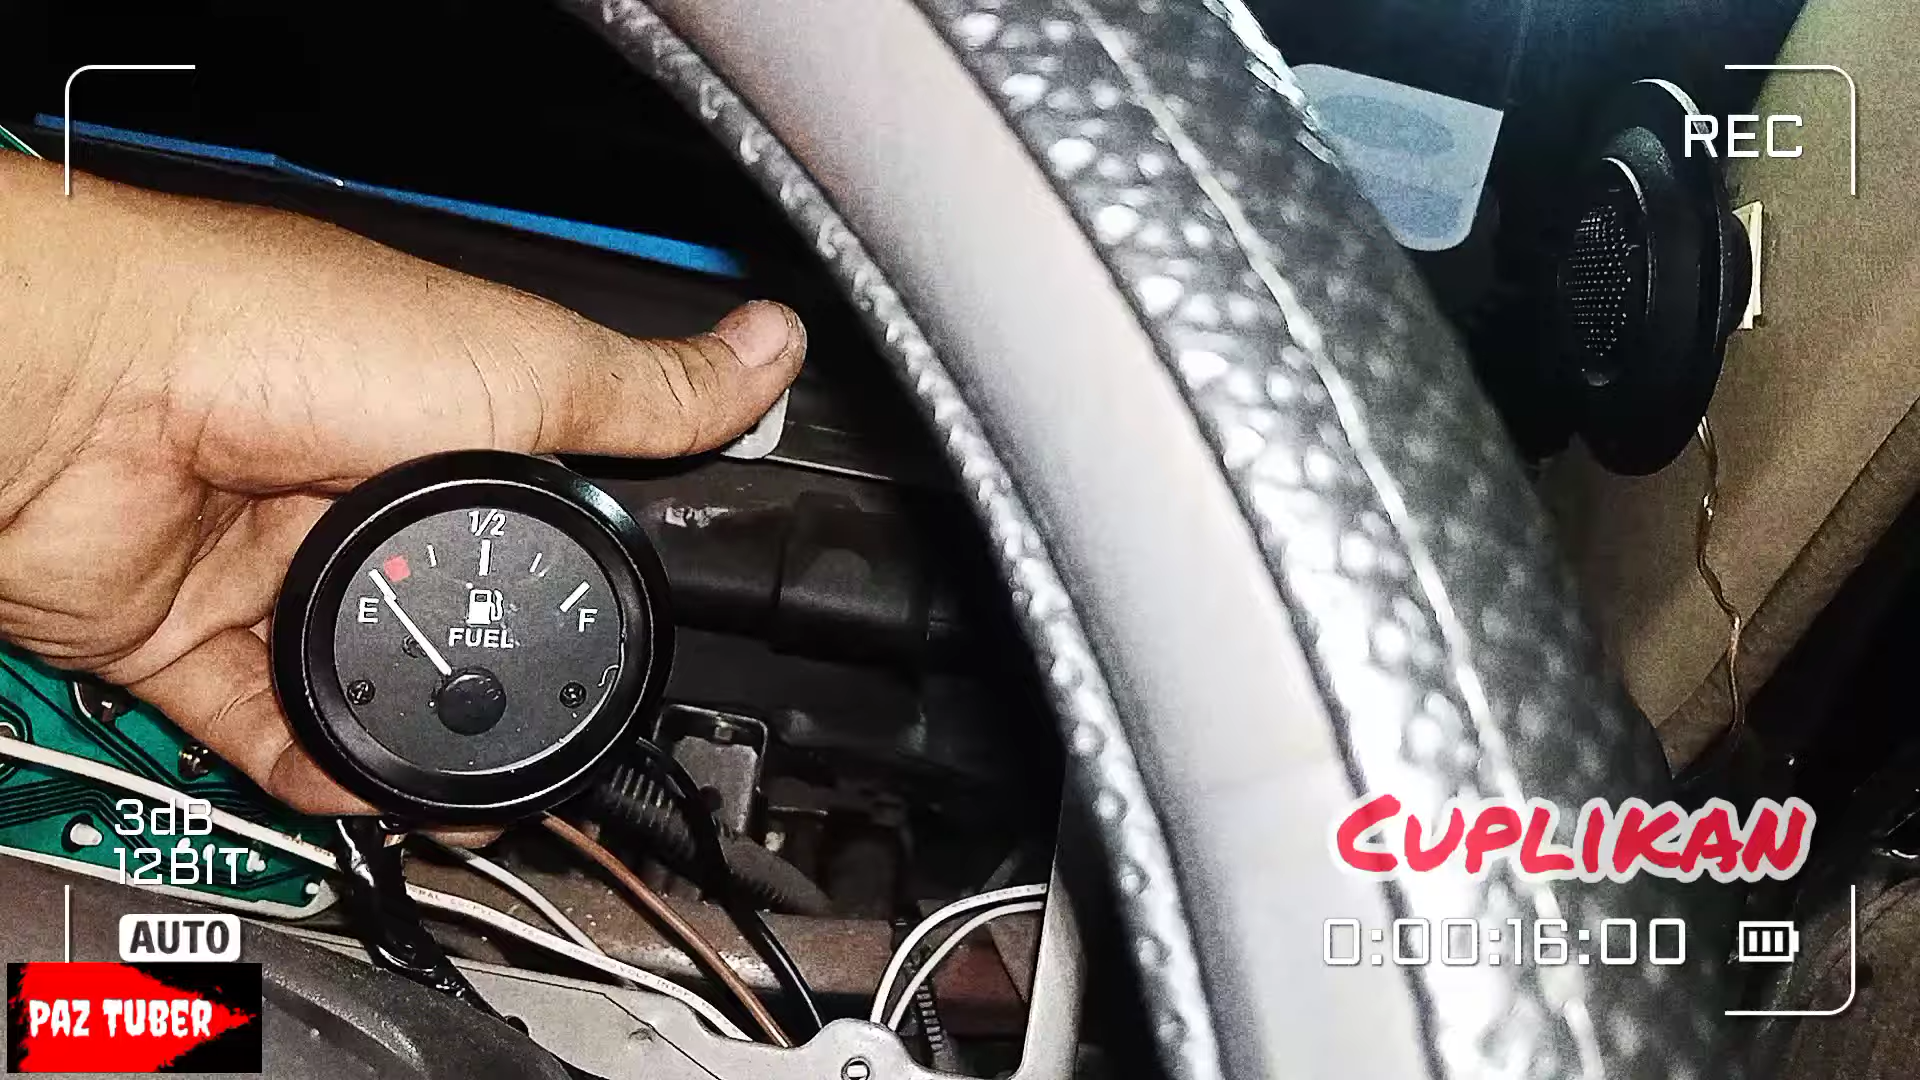 REC
1/2
E
F
FUEL
3dB
12BIT
AUTO
PAZ TUBER
CUPLIKAN
0:00:16:00